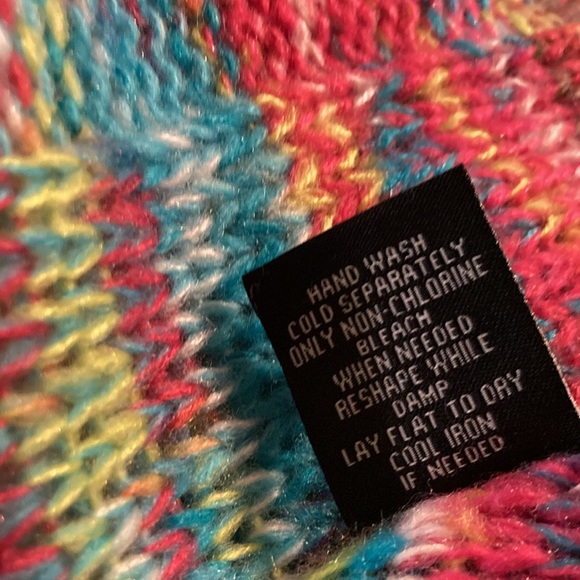 HAND WASH
COLD SEPARATELY
ONLY NON-CHLORINE
BLEACH
WHEN NEEDED
RESHAPE WHILE
DAMP
LAY FLAT TO DRY
COOL IRON
IF NEEDED